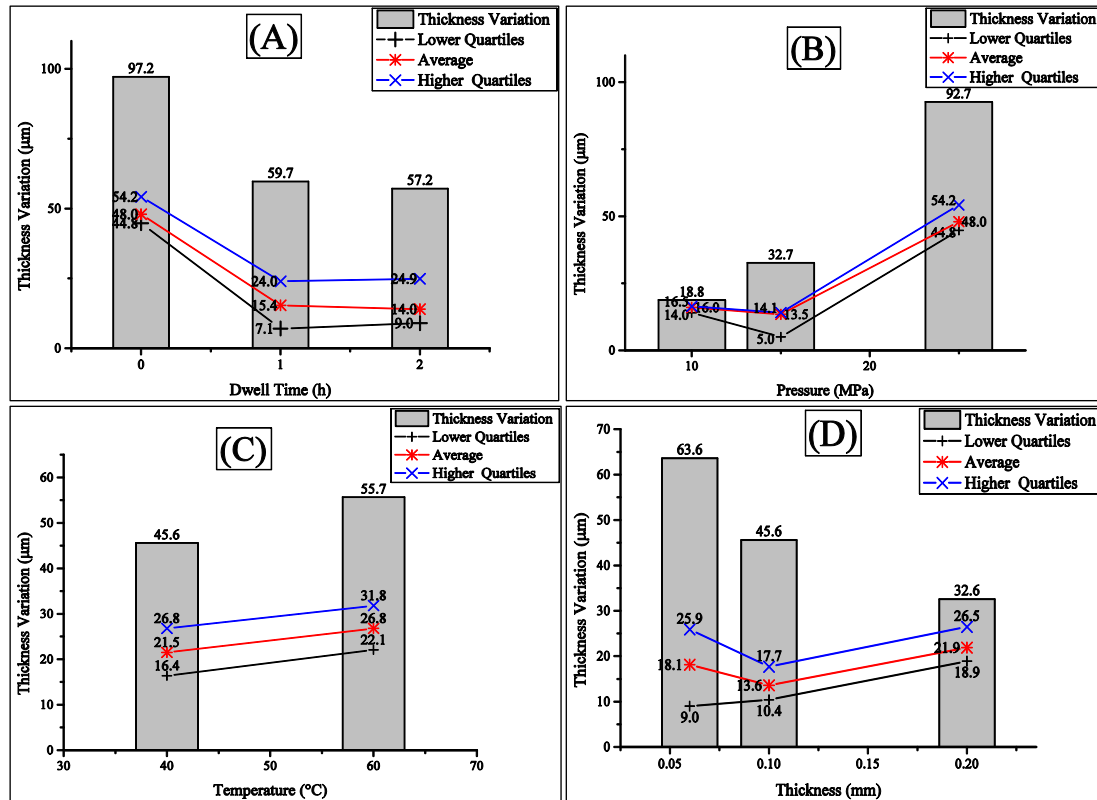 (A)
Thickness Variation
Lower Quartiles
Average
Higher Quartiles
100
50
0
97.2
59.7
57.2
54.2
48.0
44.8
24.0
15.4
7.1
24.9
14.0
9.0
0
1
2
Dwell Time (h)
Thickness Variation (μm)
(B)
Thickness Variation
Lower Quartiles
Average
Higher Quartiles
100
50
0
92.7
32.7
18.8
16.5
16.0
14.0
14.1
13.5
5.0
54.2
48.0
44.8
10
20
Pressure (MPa)
Thickness Variation (μm)
(C)
Thickness Variation
Lower Quartiles
Average
Higher Quartiles
60
50
40
30
20
10
0
45.6
55.7
26.8
21.5
16.4
31.8
26.8
22.1
30
40
50
60
70
Temperature (°C)
Thickness Variation (μm)
(D)
Thickness Variation
Lower Quartiles
Average
Higher Quartiles
70
60
50
40
30
20
10
0
63.6
45.6
32.6
25.9
18.1
9.0
17.7
13.6
10.4
26.5
21.9
18.9
0.05
0.10
0.15
0.20
Thickness (mm)
Thickness Variation (μm)